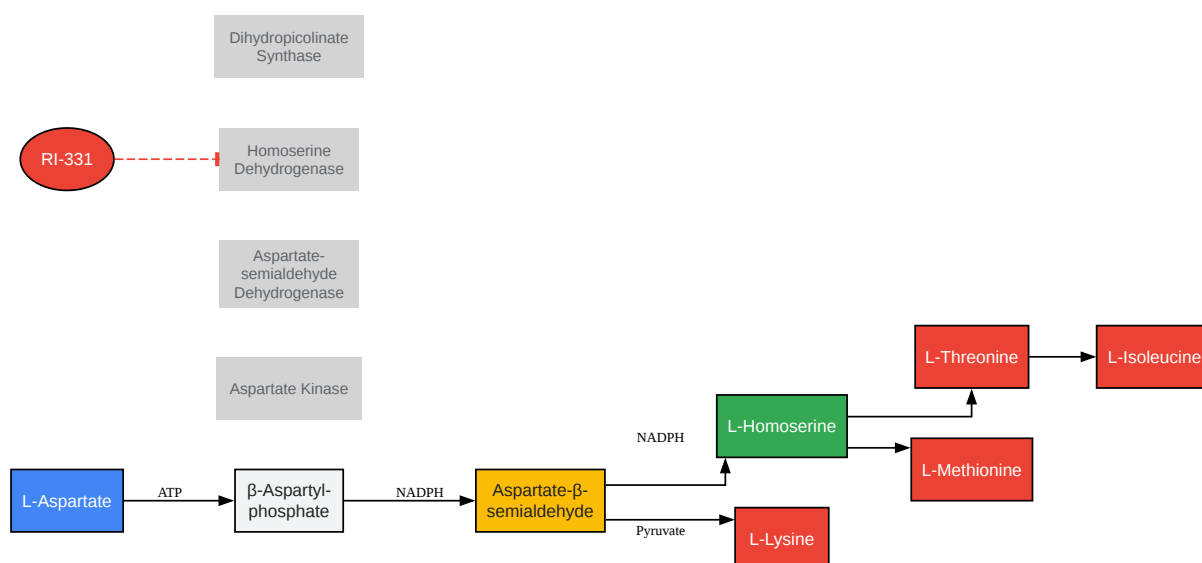 Dihydropicolinate
Synthase
RI-331
Homoserine
Dehydrogenase
Aspartate-
semialdehyde
Dehydrogenase
Aspartate Kinase
L-Threonine
L-Isoleucine
L-Homoserine
NADPH
L-Methionine
L-Aspartate
ATP
β-Aspartyl-
phosphate
NADPH
Aspartate-β-
semialdehyde
Pyruvate
L-Lysine